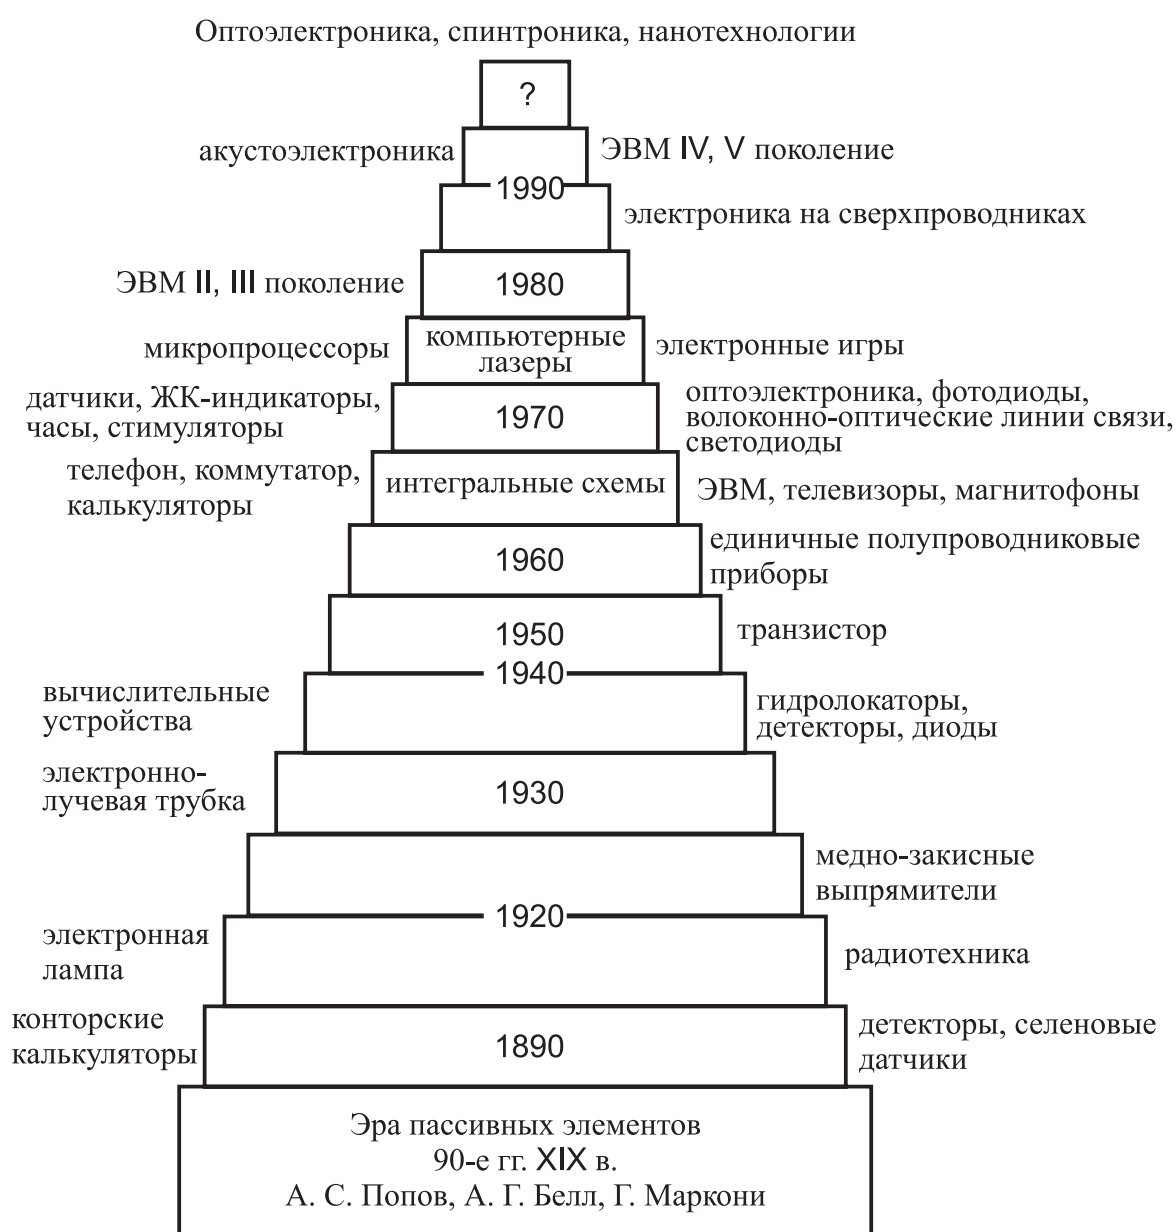 Оптоэлектроника, спинтроника, нанотехнологии
?
акустоэлектроника
ЭВМ IV, V поколение
1990
электроника на сверхпроводниках
ЭВМ II, III поколение
1980
микропроцессоры
компьютерные
лазеры
электронные игры
датчики, ЖК-индикаторы,
часы, стимуляторы
1970
оптоэлектроника, фотодиоды,
волоконно-оптические линии связи,
светодиоды
телефон, коммутатор,
калькуляторы
интегральные схемы
ЭВМ, телевизоры, магнитофоны
1960
единичные полупроводниковые
приборы
1950
транзистор
1940
вычислительные
устройства
гидролокаторы,
детекторы, диоды
электронно-
лучевая трубка
1930
медно-закисные
выпрямители
1920
электронная
лампа
радиотехника
конторские
калькуляторы
1890
детекторы, селеновые
датчики
Эра пассивных элементов
90-е гг. XIX в.
А. С. Попов, А. Г. Белл, Г. Маркони